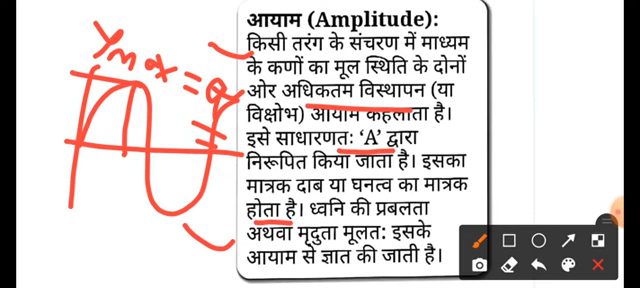 आयाम (Amplitude):
किसी तरंग के संचरण में माध्यम
के कणों का मूल स्थिति के दोनों
ओर अधिकतम विस्थापन (या
विक्षोभ) आयाम कहलाता है।
इसे साधारणतः ‘A’ द्वारा
निरूपित किया जाता है। इसका
मात्रक दाब या घनत्व का मात्रक
होता है। ध्वनि की प्रबलता
अथवा मृदुता मूलत: इसके
आयाम से ज्ञात की जाती है।
Ymax = a